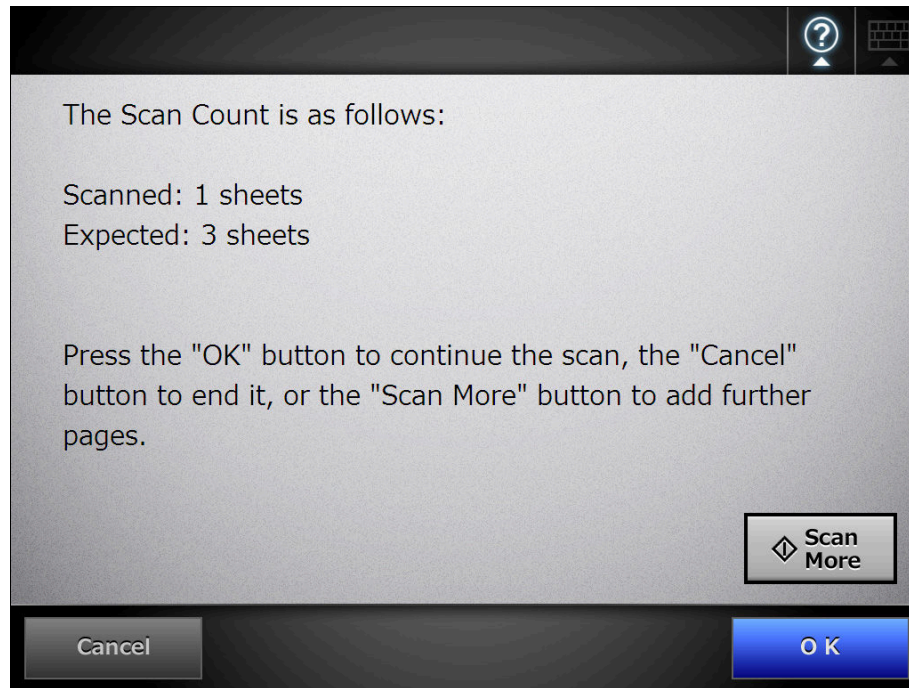 The Scan Count is as follows:
Scanned: 1 sheets
Expected: 3 sheets
Press the "OK" button to continue the scan, the "Cancel"
button to end it, or the "Scan More" button to add further
pages.
Scan
More
Cancel
OK